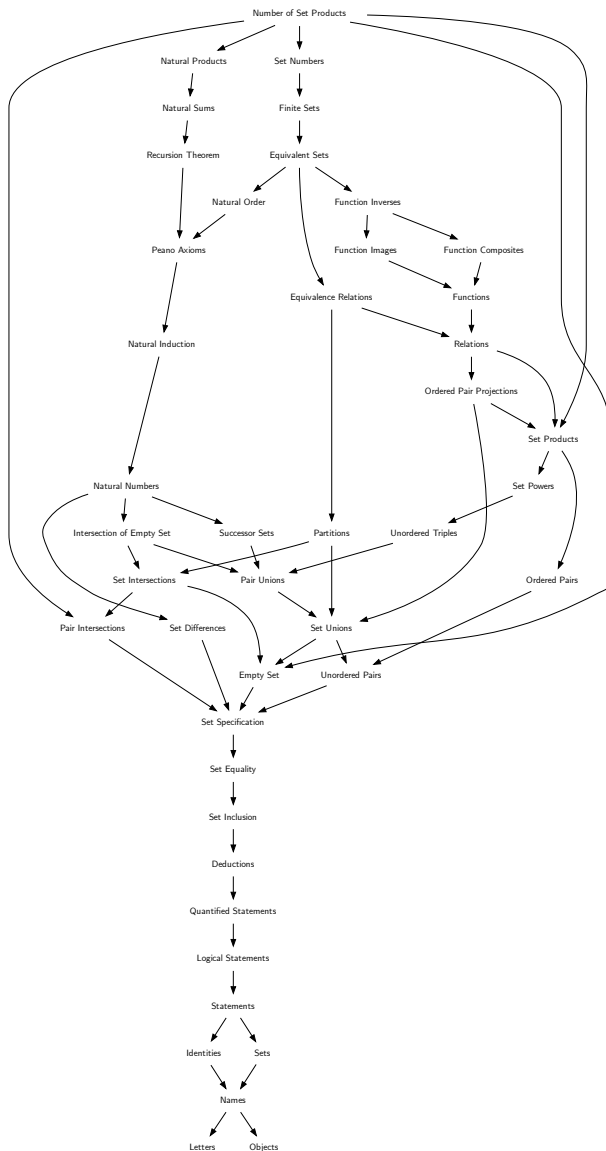 Number of Set Products
Natural Products
Set Numbers
Natural Sums
Finite Sets
Recursion Theorem
Equivalent Sets
Natural Order
Function Inverses
Peano Axioms
Function Images
Function Composites
Equivalence Relations
Functions
Natural Induction
Relations
Ordered Pair Projections
Set Products
Natural Numbers
Set Powers
Intersection of Empty Set
Successor Sets
Partitions
Unordered Triples
Set Intersections
Pair Unions
Ordered Pairs
Pair Intersections
Set Differences
Set Unions
Empty Set
Unordered Pairs
Set Specification
Set Equality
Set Inclusion
Deductions
Quantified Statements
Logical Statements
Statements
Identities
Sets
Names
Letters
Objects